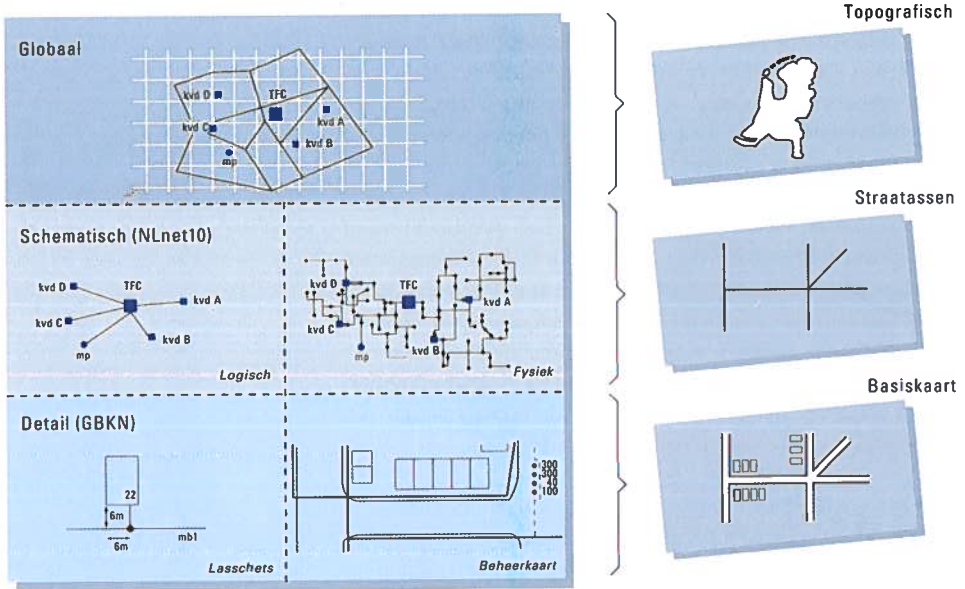 Globaal
kvd D
TFC
kvd A
kvd C
kvd B
mp
Topografisch
Schematisch (NLnet10)
kvd D
TFC
kvd A
kvd C
kvd B
mp
Logisch
kvd D
TFC
kvd A
kvd C
kvd B
mp
Fysiek
Straatassen
Detail (GBKN)
22
6m
6m
mb1
Lasschets
300
300
40
100
Beheerkaart
Basiskaart